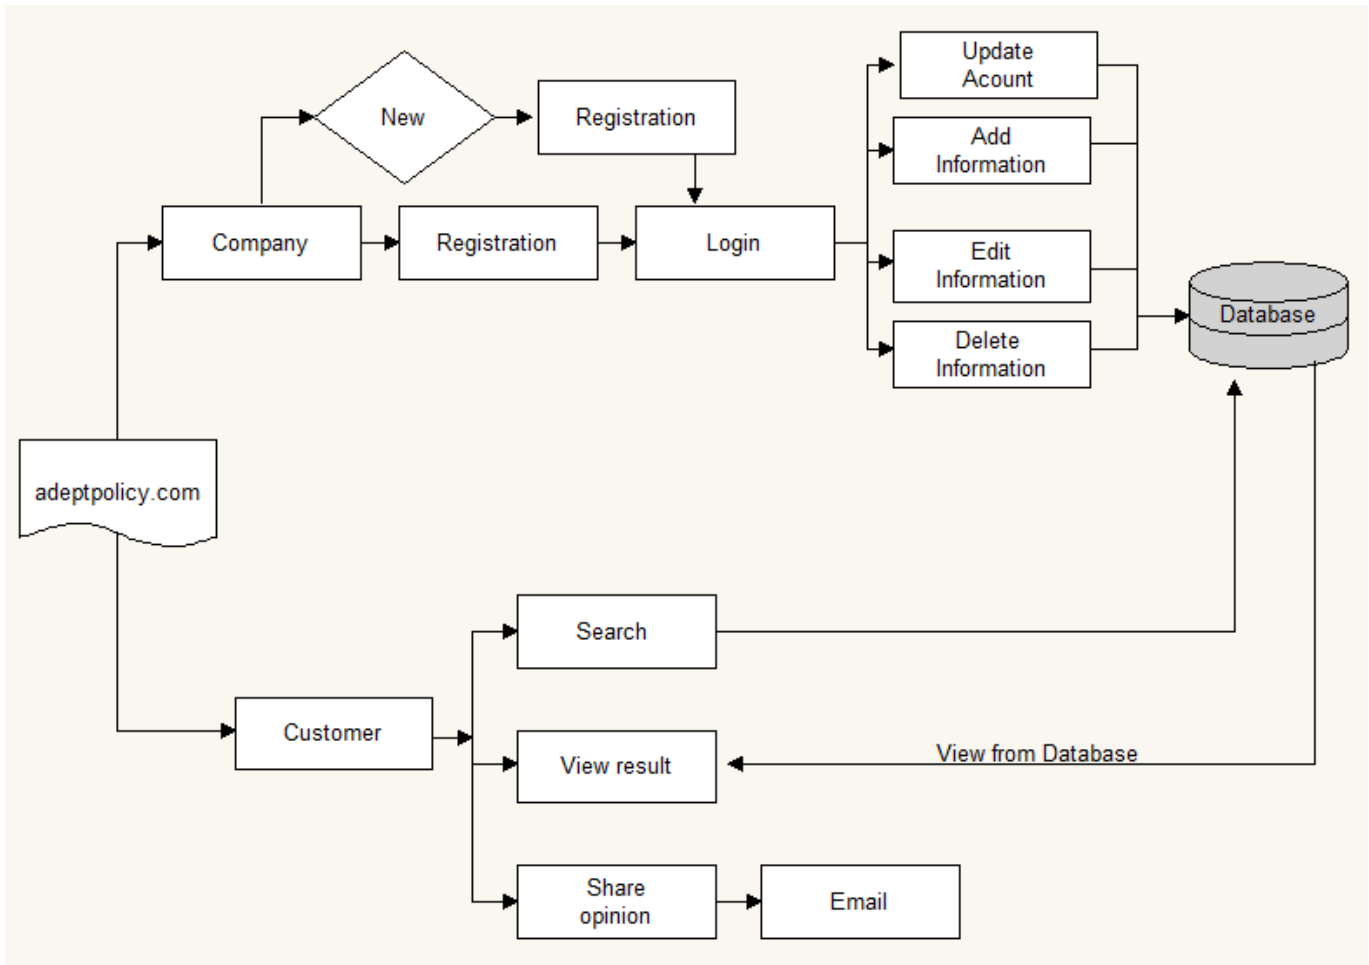 Update
Acount
New
Registration
Add
Information
Company
Registration
Login
Edit
Information
Database
Delete
Information
adeptpolicy.com
Search
Customer
View result
View from Database
Share
opinion
Email